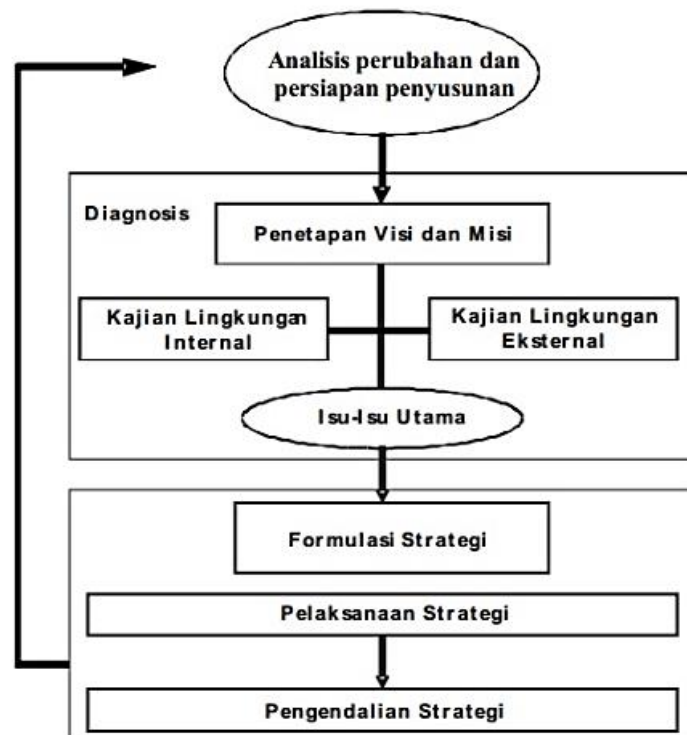 Analisis perubahan dan
persiapan penyusunan
Diagnosis
Penetapan Visi dan Misi
Kajian Lingkungan
Internal
Kajian Lingkungan
Eksternal
Isu-Isu Utama
Formulasi Strategi
Pelaksanaan Strategi
Pengendalian Strategi